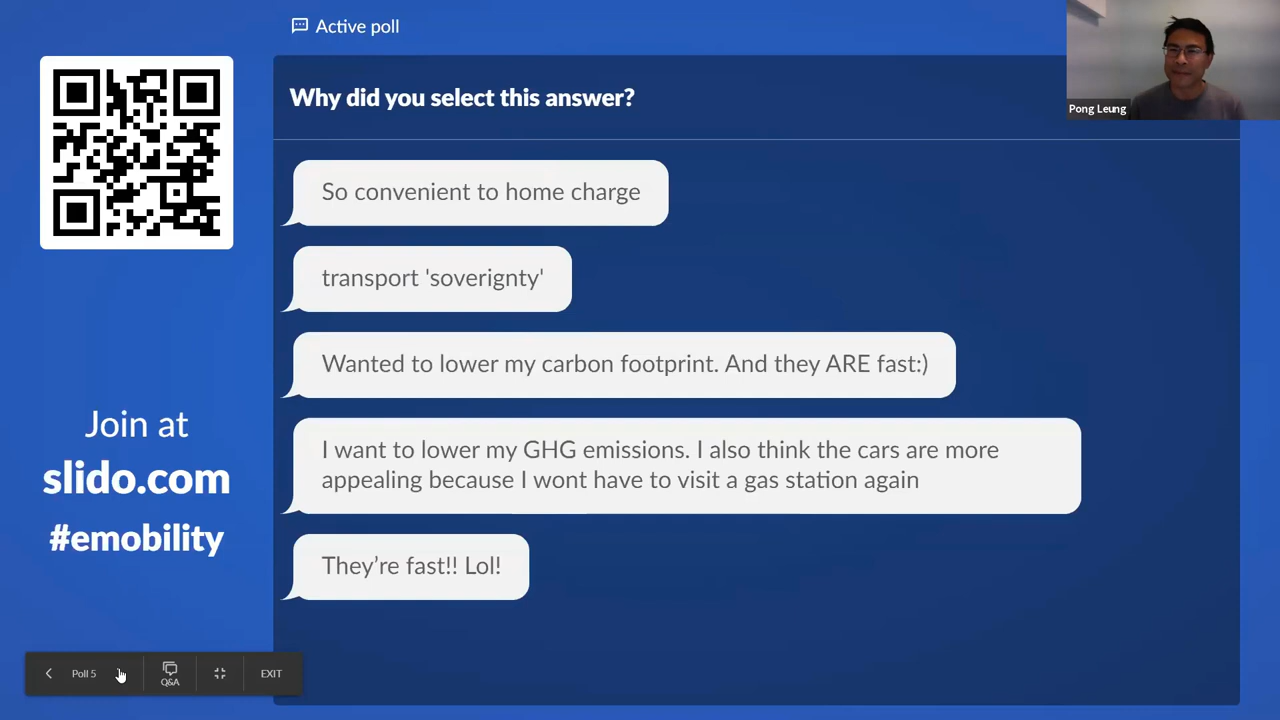 Active poll
Why did you select this answer?
Pong Leung
So convenient to home charge
transport 'soverignty'
Wanted to lower my carbon footprint. And they ARE fast:)
I want to lower my GHG emissions. I also think the cars are more
appealing because I wont have to visit a gas station again
They’re fast!! Lol!
Join at
slido.com
#emobility
Poll 5
Q&A
EXIT